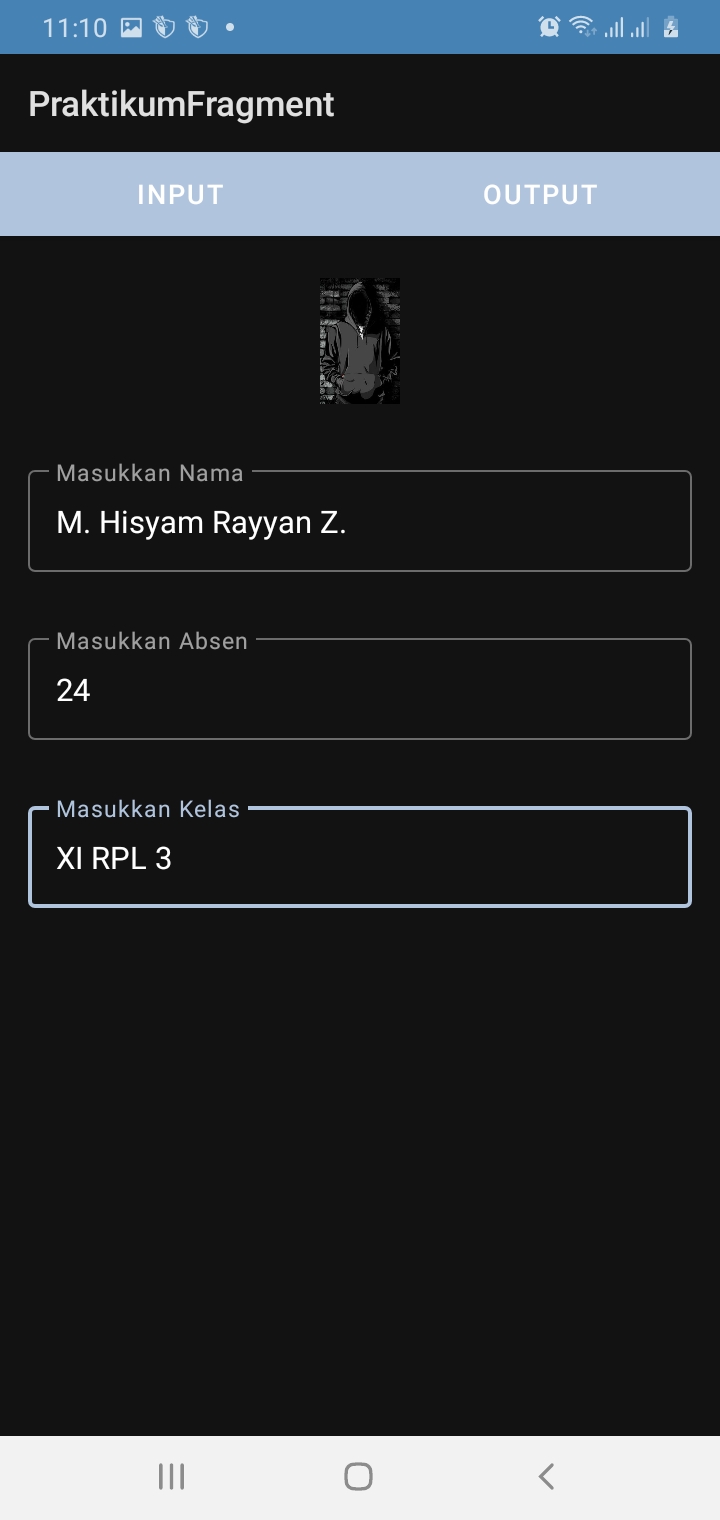 11:10
PraktikumFragment
INPUT OUTPUT
Masukkan Nama
M. Hisyam Rayyan Z.
Masukkan Absen
24
Masukkan Kelas
XI RPL 3